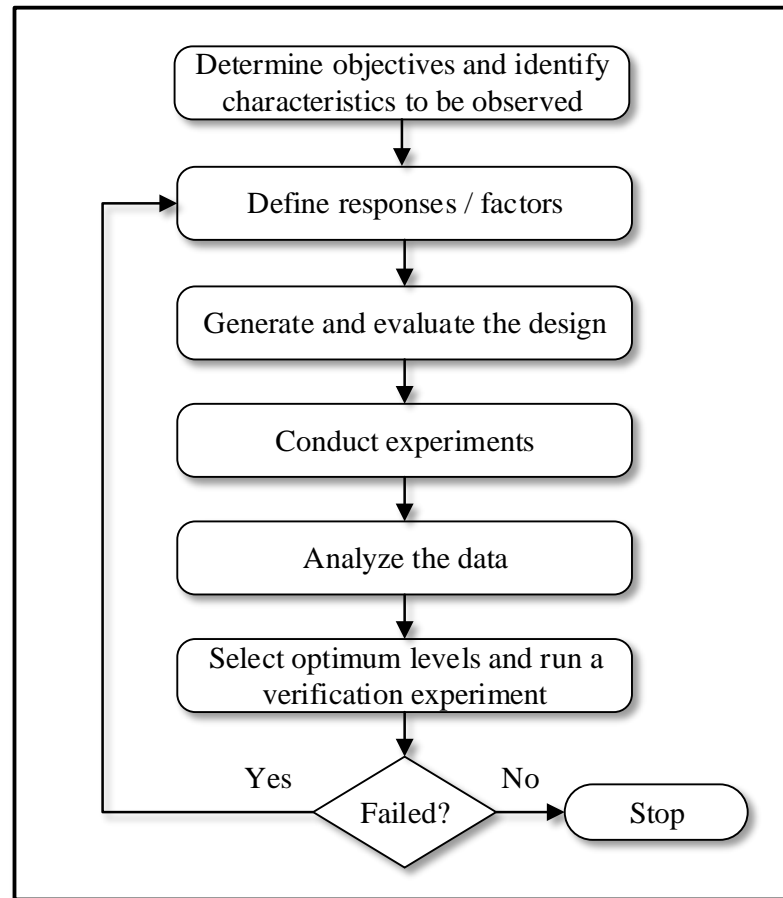 Determine objectives and identify
characteristics to be observed
Define responses / factors
Generate and evaluate the design
Conduct experiments
Analyze the data
Select optimum levels and run a
verification experiment
Yes
No
Failed?
Stop